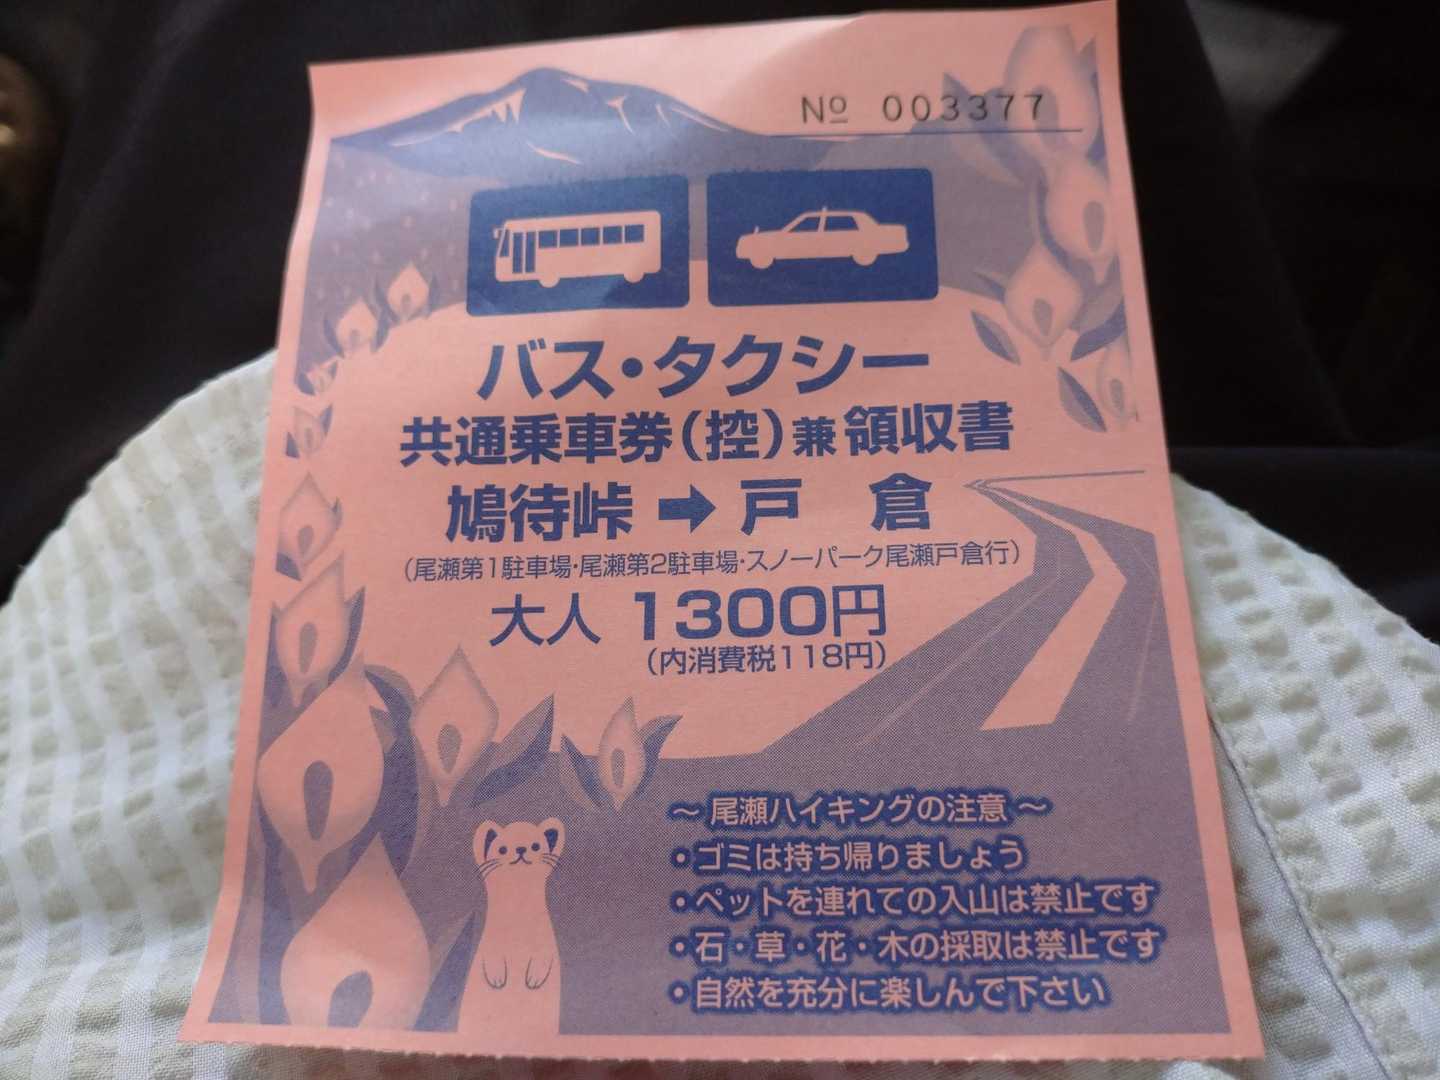 № 003377
バス・タクシー
共通乗車券(控)兼領収書
鳩待峠➡戸 倉
(尾瀬第1駐車場・尾瀬第2駐車場・スノーパーク尾瀬戸倉行)
大人 1300円
(内消費税118円)
～ 尾瀬ハイキングの注意 ～
・ゴミは持ち帰りましょう
・ペットを連れての入山は禁止です
・石・草・花・木の採取は禁止です
・自然を充分に楽しんで下さい